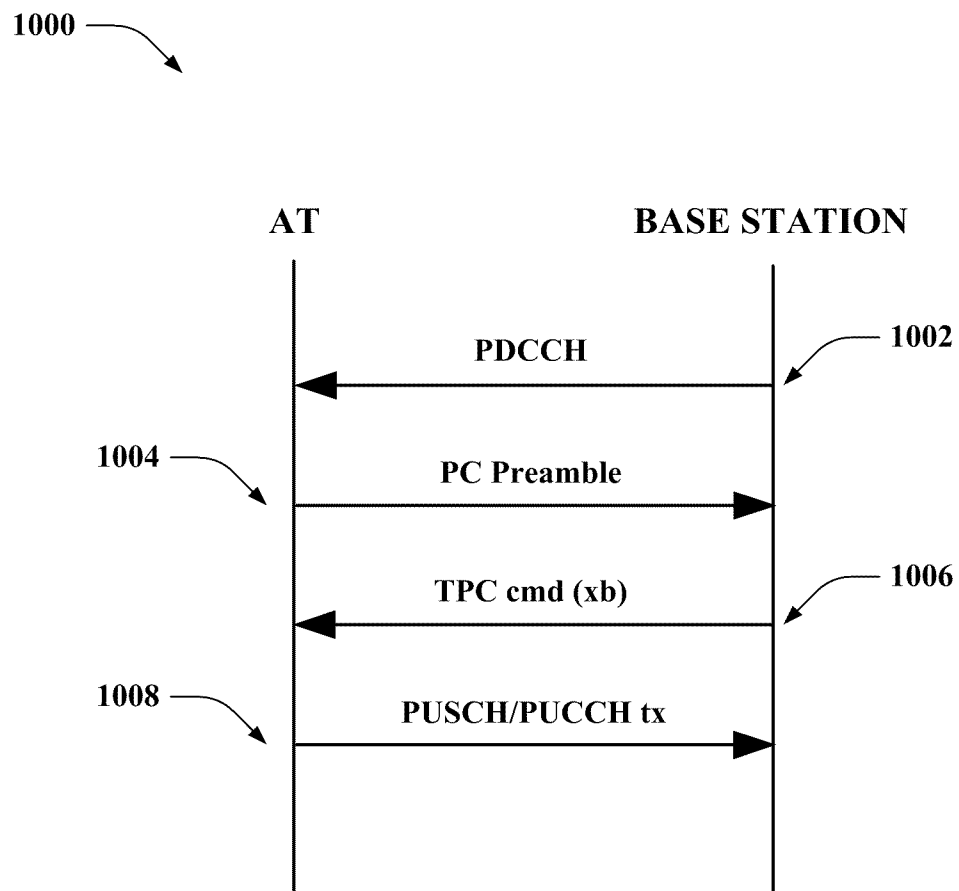 1000
AT
BASE STATION
PDCCH
1002
1004
PC Preamble
TPC cmd (xb)
1006
1008
PUSCH/PUCCH tx